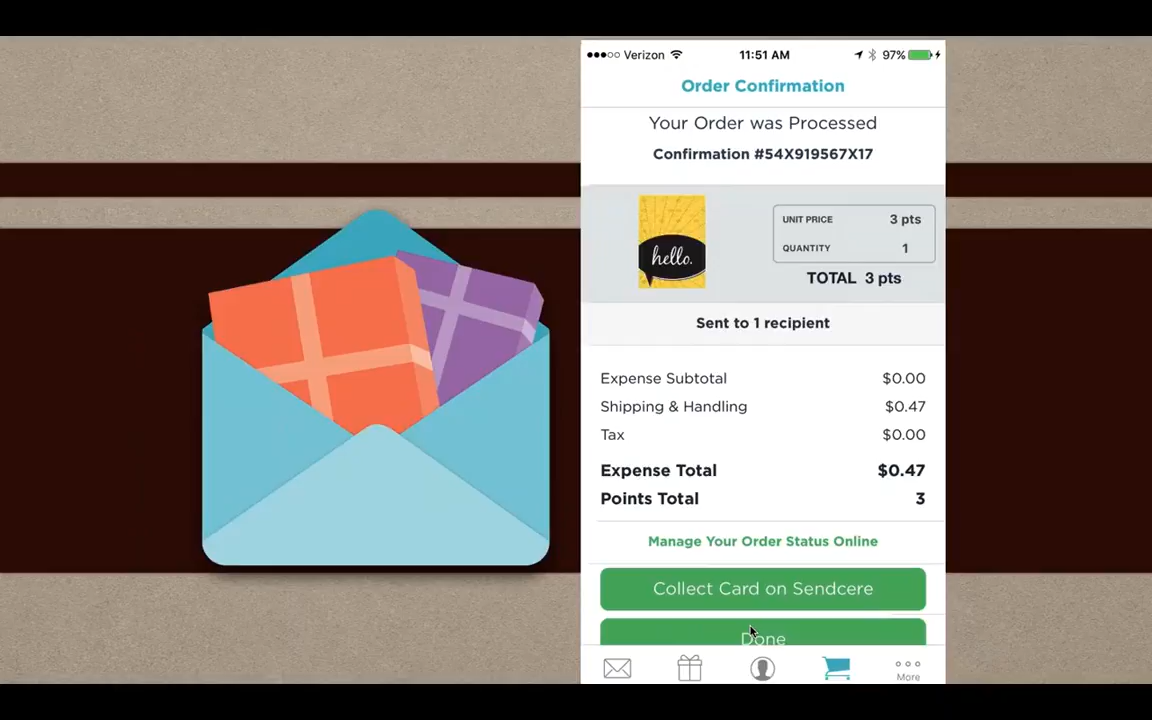 Verizon 11:51 AM 97%
Order Confirmation
Your Order was Processed
Confirmation #54X919567X17
hello.
UNIT PRICE 3 pts
QUANTITY 1
TOTAL 3 pts
Sent to 1 recipient
Expense Subtotal $0.00
Shipping & Handling $0.47
Tax $0.00
Expense Total $0.47
Points Total 3
Manage Your Order Status Online
Collect Card on Sendcere
Done
More